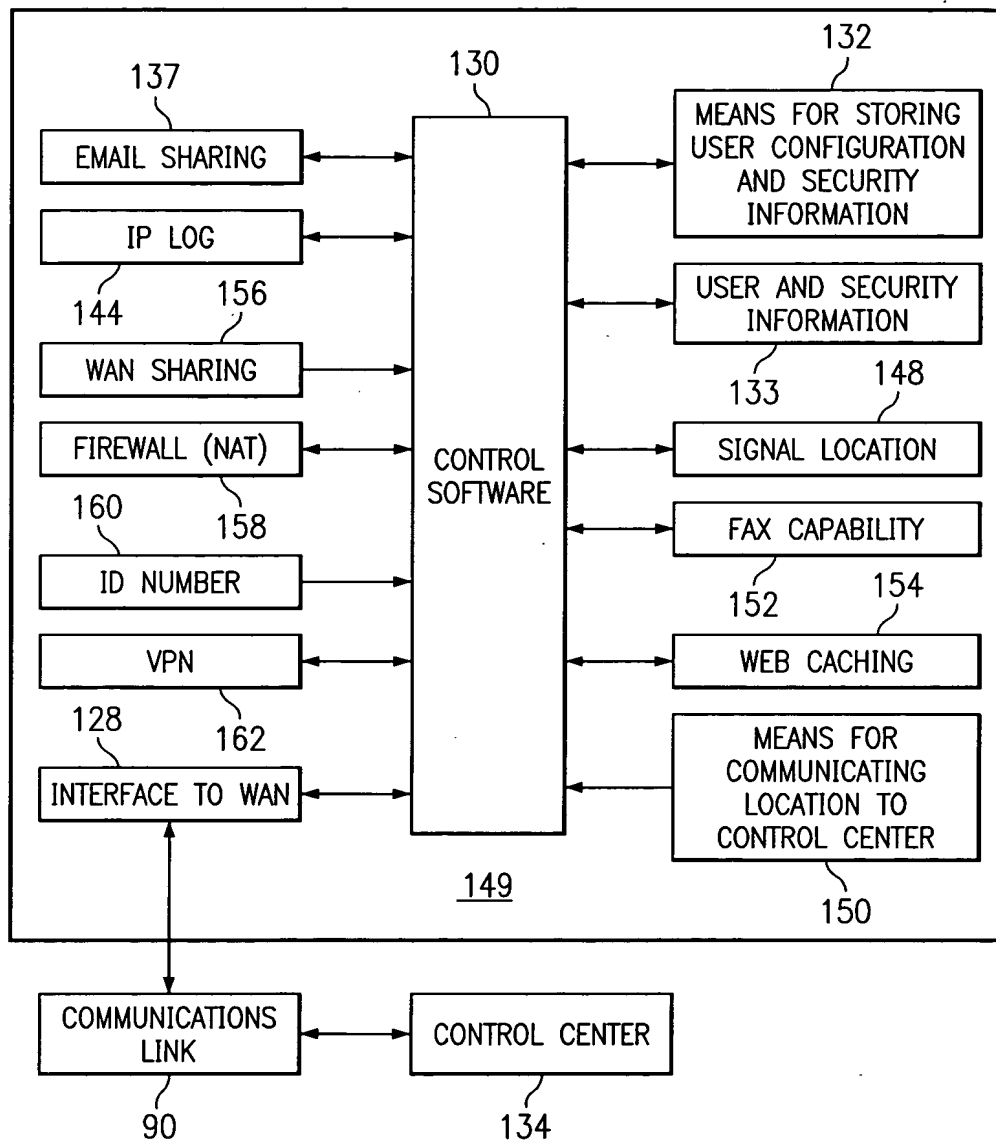 137
EMAIL SHARING
IP LOG
144
156
WAN SHARING
FIREWALL (NAT)
160
158
ID NUMBER
VPN
128
162
INTERFACE TO WAN
130
CONTROL
SOFTWARE
132
MEANS FOR STORING
USER CONFIGURATION
AND SECURITY
INFORMATION
USER AND SECURITY
INFORMATION
133
148
SIGNAL LOCATION
FAX CAPABILITY
152
154
WEB CACHING
MEANS FOR
COMMUNICATING
LOCATION TO
CONTROL CENTER
150
149
COMMUNICATIONS
LINK
90
CONTROL CENTER
134